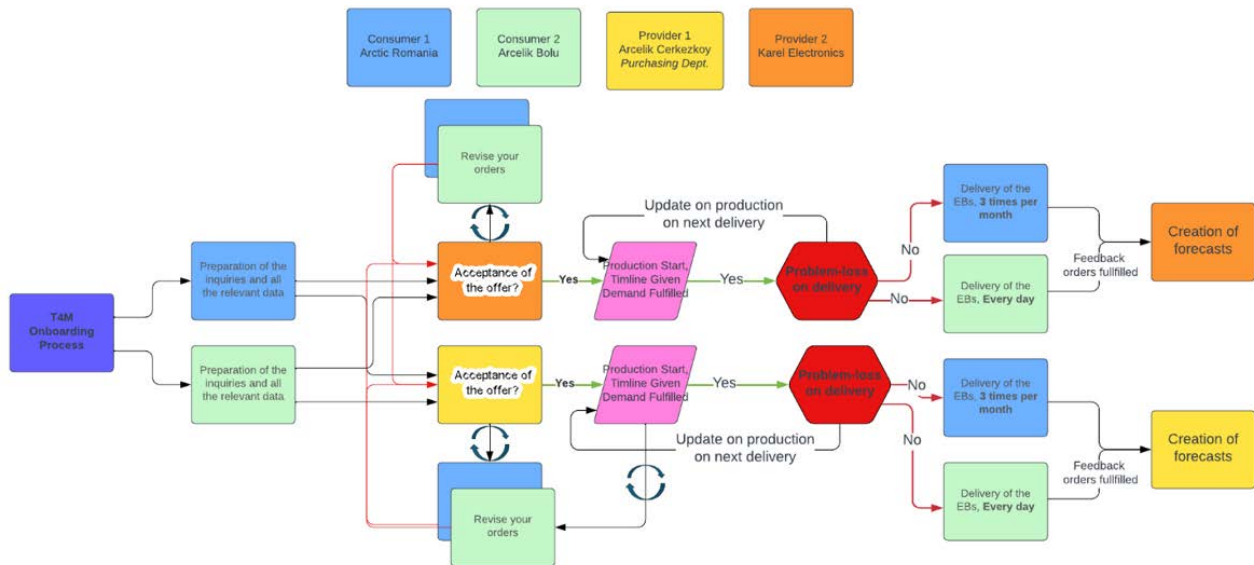 Consumer 1
Arctic Romania
Consumer 2
Arcelik Bolu
Provider 1
Arcelik Cerkezkoy
Purchasing Dept.
Provider 2
Karel Electronics
Revise your
orders
Update on production
on next delivery
Delivery of the
EBs, 3 times per
month
No
Preparation of the
inquiries and all
the relevant data
Acceptance of
the offer?
Yes
Production Start,
Timline Given
Demand Fulfilled
Yes
Problem-loss
on delivery
No
Delivery of the
EBs, Every day
Feedback
orders fullfilled
Creation of
forecasts
T4M
Onboarding
Process
Preparation of the
inquiries and all
the relevant data
Acceptance of
the offer?
Yes
Production Start,
Timline Given
Demand Fulfilled
Yes
Problem-loss
on delivery
No
Delivery of the
EBs, 3 times per
month
Update on production
on next delivery
No
Feedback
orders fullfilled
Creation of
forecasts
Revise your
orders
Delivery of the
EBs, Every day